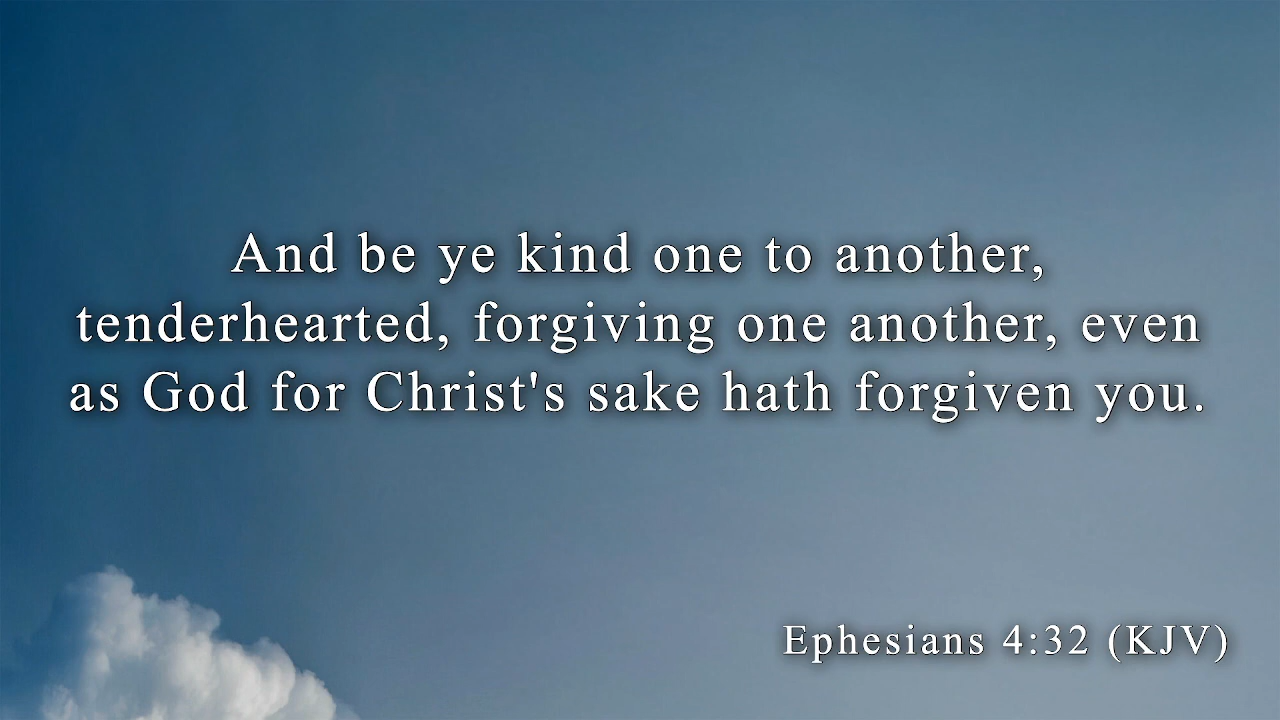 And be ye kind one to another,
tenderhearted, forgiving one another, even
as God for Christ's sake hath forgiven you.
Ephesians 4:32 (KJV)